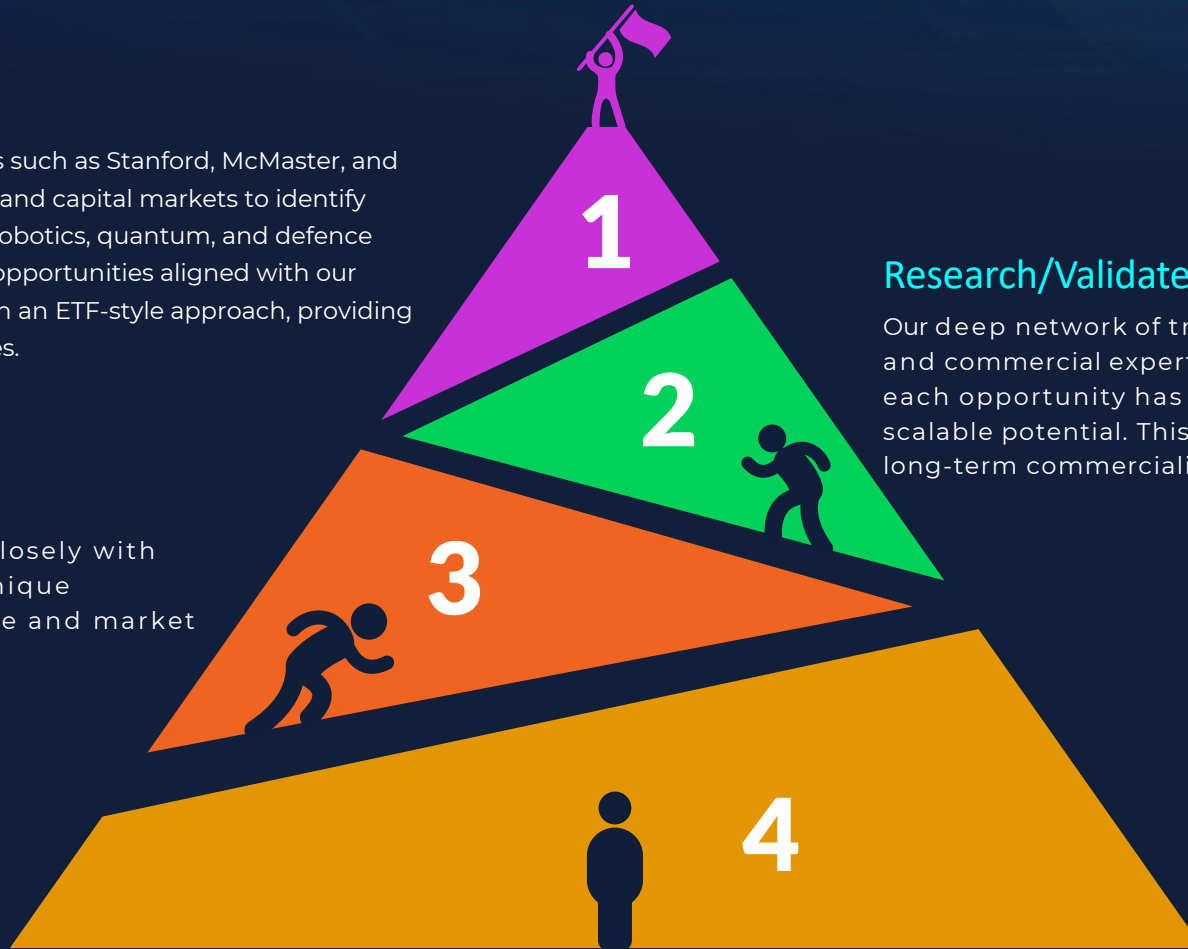 s such as Stanford, McMaster, and
and capital markets to identify
obotics, quantum, and defence
opportunities aligned with our
n an ETF-style approach, providing
es.
1
Research/Validate
Our deep network of tr
and commercial expert
each opportunity has
scalable potential. This
long-term commerciali
2
losely with
nique
e and market
3
4